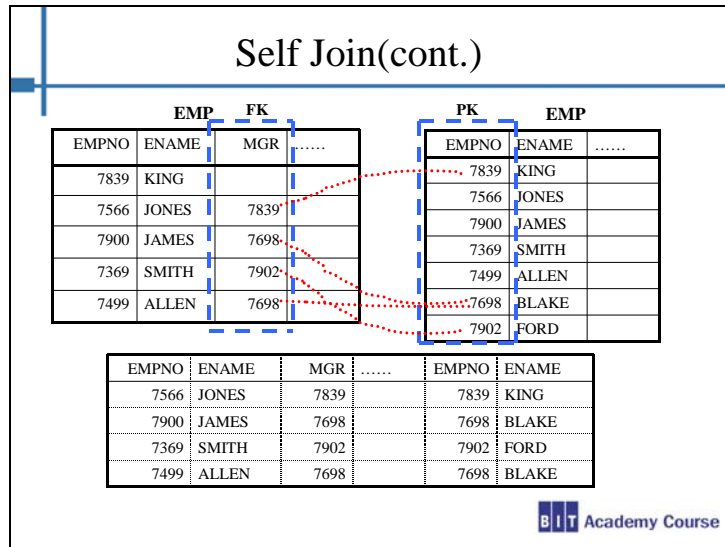 Self Join(cont.)
EMP FK
EMPNO ENAME MGR ……
7839 KING
7566 JONES 7839
7900 JAMES 7698
7369 SMITH 7902
7499 ALLEN 7698
PK EMP
EMPNO ENAME ……
7839 KING
7566 JONES
7900 JAMES
7369 SMITH
7499 ALLEN
7698 BLAKE
7902 FORD
EMPNO ENAME MGR …… EMPNO ENAME
7566 JONES 7839 7839 KING
7900 JAMES 7698 7698 BLAKE
7369 SMITH 7902 7902 FORD
7499 ALLEN 7698 7698 BLAKE
BIT Academy Course